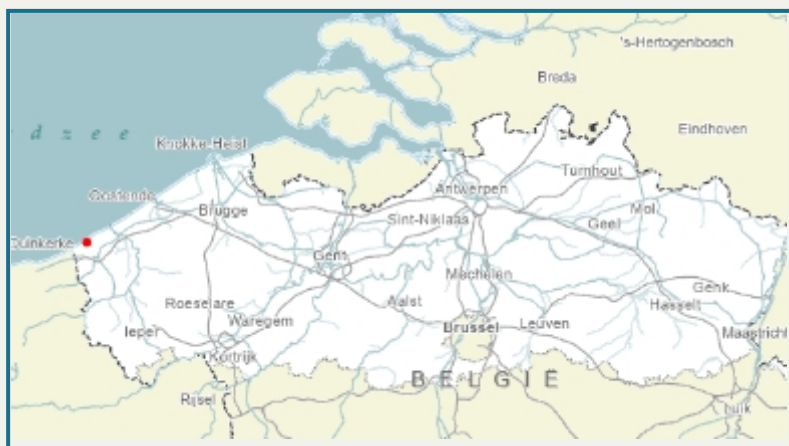 's-Hertogenbosch
Breda
Eindhoven
d z e e
Knokke-Heist
Turnhout
Antwerpen
Oostende
Brugge
Mol
Sint-Niklaas
Geel
Duinkerke
Gent
Mechelen
Genk
Roeselare
Aalst
Hasselt
Waregem
Ieper
Brussel
Leuven
Maastricht
Kortrijk
BELGIË
Rijsel
Luik